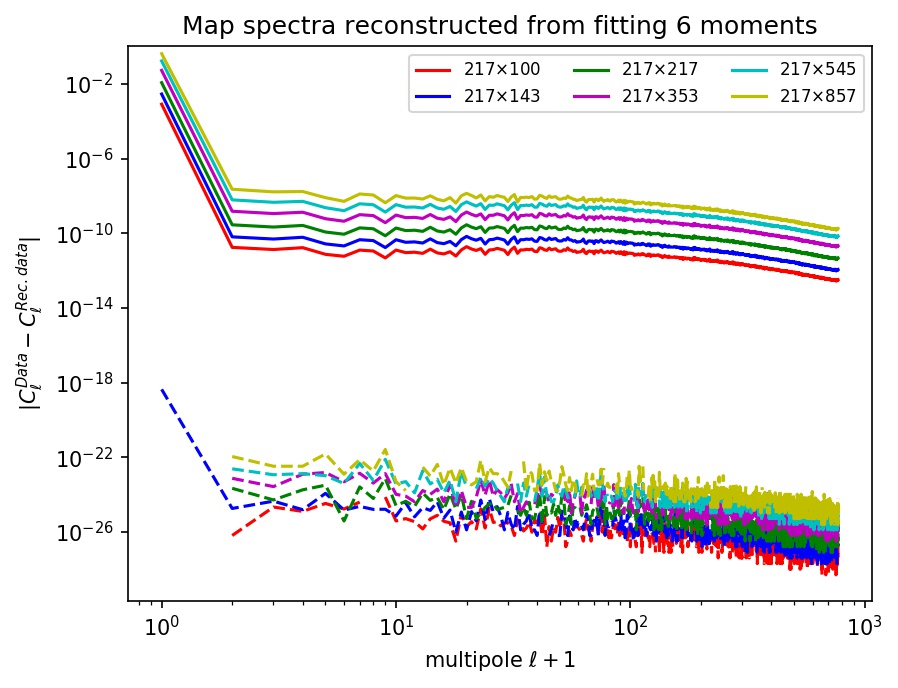 Map spectra reconstructed from fitting 6 moments
217×100 217×217 217×545
217×143 217×353 217×857
|C_ℓ^{Data} − C_ℓ^{Rec. data}|
10^{−2}
10^{−6}
10^{−10}
10^{−14}
10^{−18}
10^{−22}
10^{−26}
10^0 10^1 10^2 10^3
multipole ℓ + 1